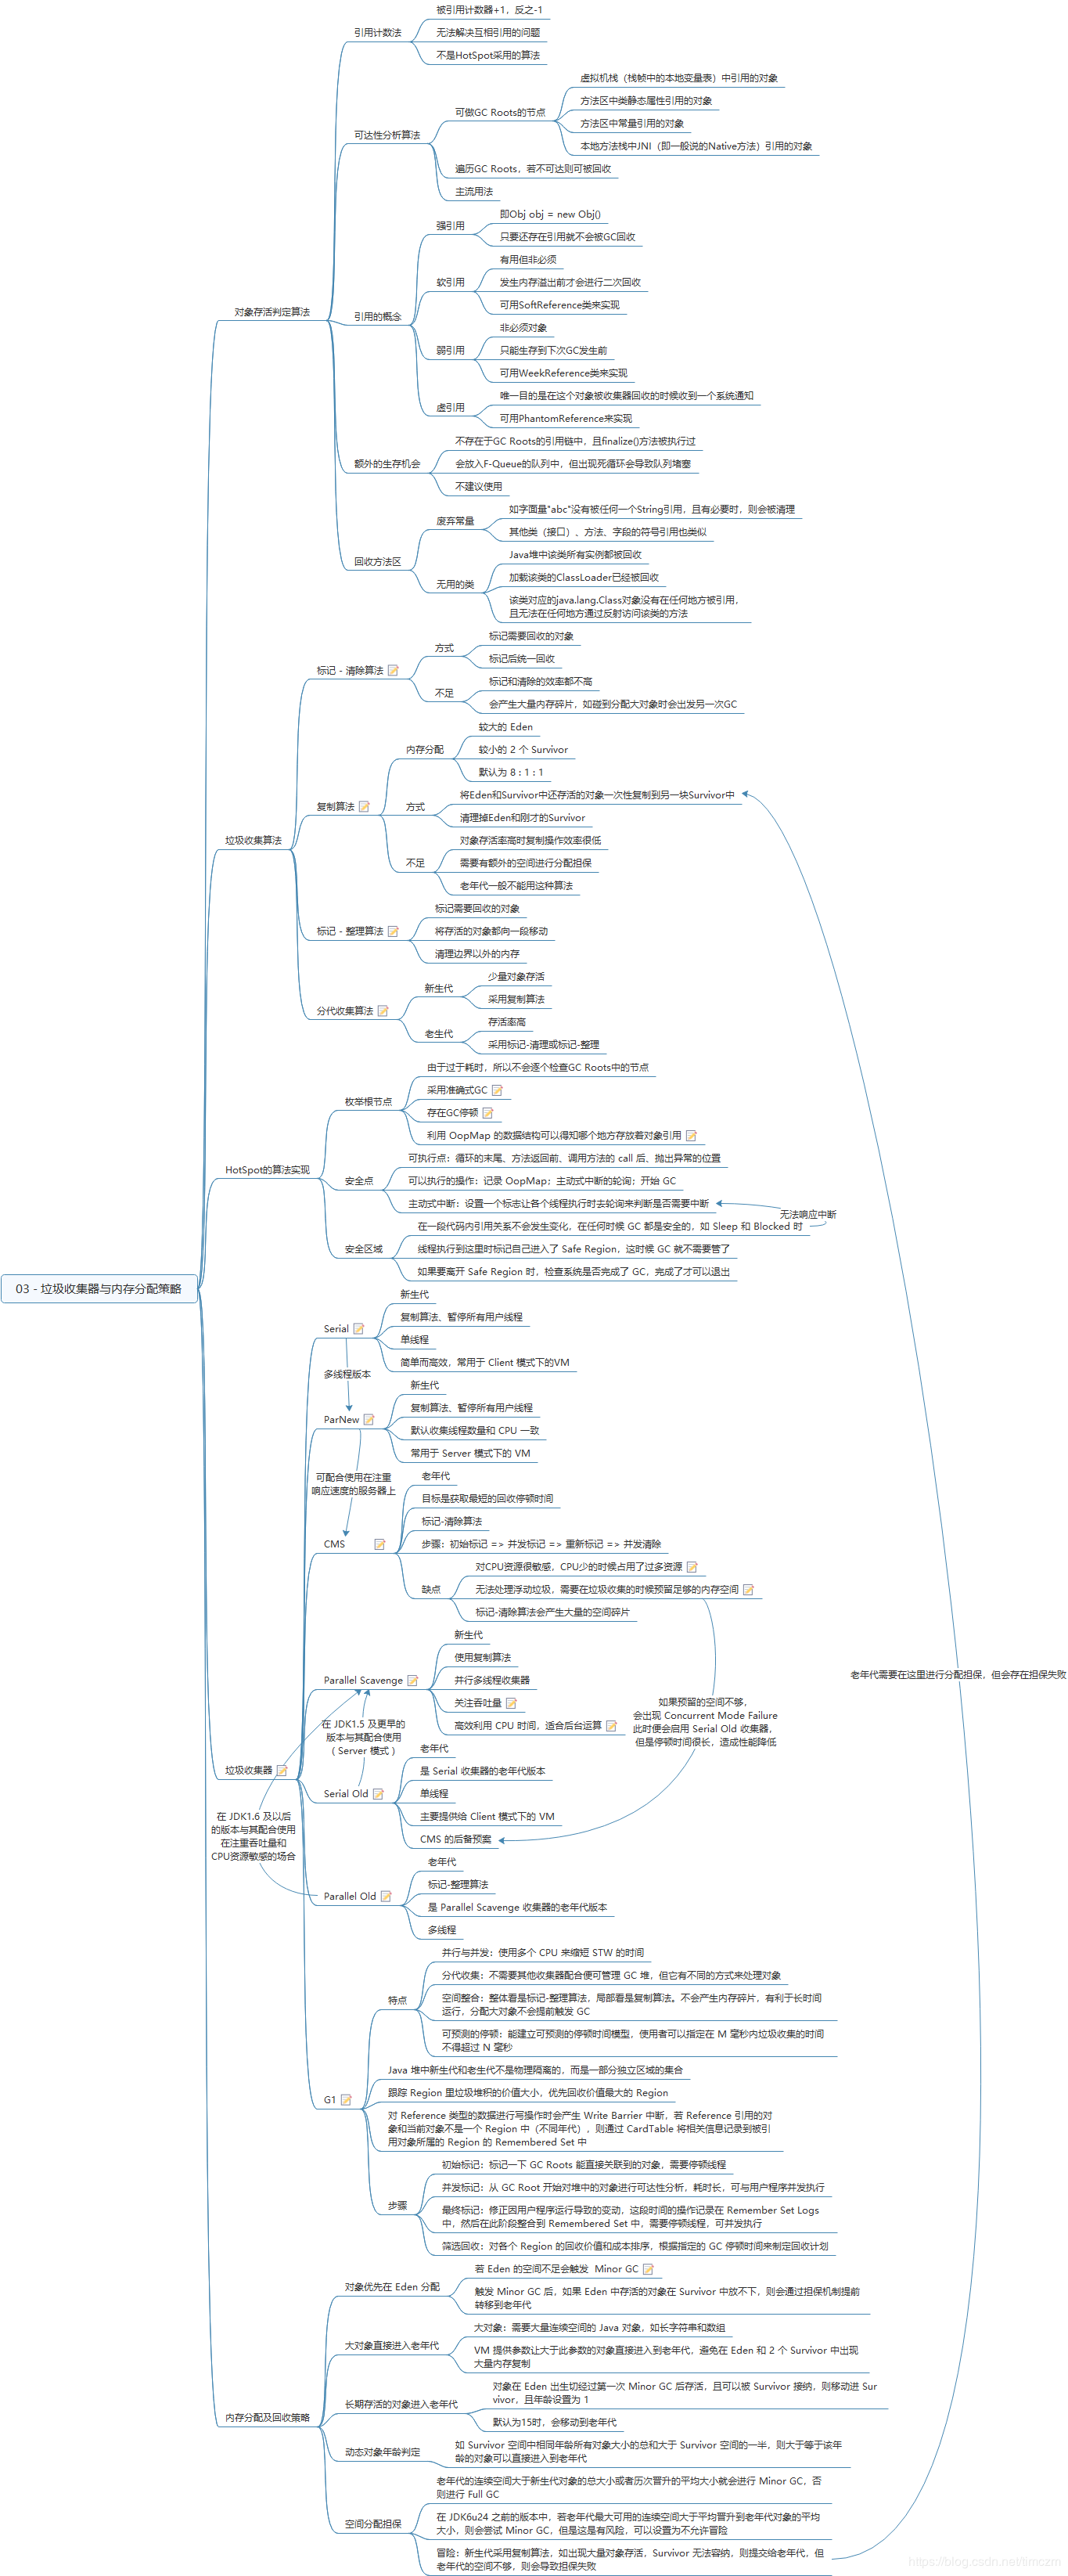 被引用计数器+1，反之-1
引用计数法
无法解决互相引用的问题
不是HotSpot采用的算法
虚拟机栈（栈帧中的本地变量表）中引用的对象
方法区中类静态属性引用的对象
可做GC Roots的节点
方法区中常量引用的对象
可达性分析算法
本地方法栈中JNI（即一般说的Native方法）引用的对象
遍历GC Roots，若不可达则可被回收
主流用法
即Obj obj = new Obj()
强引用
只要还存在引用就不会被GC回收
有用但非必须
软引用
发生内存溢出前才会进行二次回收
可用SoftReference类来实现
对象存活判定算法
引用的概念
非必须对象
弱引用
只能生存到下次GC发生前
可用WeekReference类来实现
唯一目的是在这个对象被收集器回收的时候收到一个系统通知
虚引用
可用PhantomReference来实现
不存在于GC Roots的引用链中，且finalize()方法被执行过
额外的生存机会
会放入F-Queue的队列中，但出现死循环会导致队列堵塞
不建议使用
如字面量"abc"没有被任何一个String引用，且有必要时，则会被清理
废弃常量
其他类（接口）、方法、字段的符号引用也类似
回收方法区
Java堆中该类所有实例都被回收
无用的类
加载该类的ClassLoader已经被回收
该类对应的java.lang.Class对象没有在任何地方被引用，
且无法在任何地方通过反射访问该类的方法
标记需要回收的对象
方式
标记后统一回收
标记 - 清除算法
标记和清除的效率都不高
不足
会产生大量内存碎片，如碰到分配大对象时会出发另一次GC
较大的 Eden
内存分配
较小的 2 个 Survivor
默认为 8 : 1 : 1
将Eden和Survivor中还存活的对象一次性复制到另一块Survivor中
复制算法
方式
清理掉Eden和刚才的Survivor
垃圾收集算法
对象存活率高时复制操作效率很低
不足
需要有额外的空间进行分配担保
老年代一般不能用这种算法
标记需要回收的对象
标记 - 整理算法
将存活的对象都向一段移动
清理边界以外的内存
少量对象存活
新生代
采用复制算法
分代收集算法
存活率高
老生代
采用标记-清理或标记-整理
由于过于耗时，所以不会逐个检查GC Roots中的节点
枚举根节点
采用准确式GC
存在GC停顿
利用 OopMap 的数据结构可以得知哪个地方存放着对象引用
可执行点：循环的末尾、方法返回前、调用方法的 call 后、抛出异常的位置
HotSpot的算法实现
安全点
可以执行的操作：记录 OopMap；主动式中断的轮询；开始 GC
主动式中断：设置一个标志让各个线程执行时去轮询来判断是否需要中断
无法响应中断
在一段代码内引用关系不会发生变化，在任何时候 GC 都是安全的，如 Sleep 和 Blocked 时
安全区域
线程执行到这里时标记自己进入了 Safe Region，这时候 GC 就不需要管了
如果要离开 Safe Region 时，检查系统是否完成了 GC，完成了才可以退出
03 - 垃圾收集器与内存分配策略
新生代
复制算法、暂停所有用户线程
Serial
单线程
简单而高效，常用于 Client 模式下的VM
多线程版本
新生代
复制算法、暂停所有用户线程
ParNew
默认收集线程数量和 CPU 一致
常用于 Server 模式下的 VM
可配合使用在注重
响应速度的服务器上
老年代
目标是获取最短的回收停顿时间
标记-清除算法
CMS
步骤：初始标记 => 并发标记 => 重新标记 => 并发清除
对CPU资源很敏感，CPU少的时候占用了过多资源
缺点
无法处理浮动垃圾，需要在垃圾收集的时候预留足够的内存空间
标记-清除算法会产生大量的空间碎片
新生代
使用复制算法
Parallel Scavenge
并行多线程收集器
关注吞吐量
高效利用 CPU 时间，适合后台运算
老年代需要在这里进行分配担保，但会存在担保失败
如果预留的空间不够，
会出现 Concurrent Mode Failure
此时便会启用 Serial Old 收集器，
但是停顿时间很长，造成性能降低
在 JDK1.5 及更早的
版本与其配合使用
（ Server 模式 ）
垃圾收集器
老年代
是 Serial 收集器的老年代版本
Serial Old
单线程
主要提供给 Client 模式下的 VM
CMS 的后备预案
在 JDK1.6 及以后
的版本与其配合使用
在注重吞吐量和
CPU资源敏感的场合
老年代
标记-整理算法
Parallel Old
是 Parallel Scavenge 收集器的老年代版本
多线程
并行与并发：使用多个 CPU 来缩短 STW 的时间
分代收集：不需要其他收集器配合便可管理 GC 堆，但它有不同的方式来处理对象
特点
空间整合：整体看是标记-整理算法，局部看是复制算法。不会产生内存碎片，有利于长时间
运行，分配大对象不会提前触发 GC
可预测的停顿：能建立可预测的停顿时间模型，使用者可以指定在 M 毫秒内垃圾收集的时间
不得超过 N 毫秒
Java 堆中新生代和老生代不是物理隔离的，而是一部分独立区域的集合
G1
跟踪 Region 里垃圾堆积的价值大小，优先回收价值最大的 Region
对 Reference 类型的数据进行写操作时会产生 Write Barrier 中断，若 Reference 引用的对
象和当前对象不是一个 Region 中（不同年代），则通过 CardTable 将相关信息记录到被引
用对象所属的 Region 的 Remembered Set 中
初始标记：标记一下 GC Roots 能直接关联到的对象，需要停顿线程
并发标记：从 GC Root 开始对堆中的对象进行可达性分析，耗时长，可与用户程序并发执行
步骤
最终标记：修正因用户程序运行导致的变动，这段时间的操作记录在 Remember Set Logs
中，然后在此阶段整合到 Remembered Set 中，需要停顿线程，可并发执行
筛选回收：对各个 Region 的回收价值和成本排序，根据指定的 GC 停顿时间来制定回收计划
若 Eden 的空间不足会触发 Minor GC
对象优先在 Eden 分配
触发 Minor GC 后，如果 Eden 中存活的对象在 Survivor 中放不下，则会通过担保机制提前
转移到老年代
大对象：需要大量连续空间的 Java 对象，如长字符串和数组
大对象直接进入老年代
VM 提供参数让大于此参数的对象直接进入到老年代，避免在 Eden 和 2 个 Survivor 中出现
大量内存复制
对象在 Eden 出生切经过第一次 Minor GC 后存活，且可以被 Survivor 接纳，则移动进 Sur
vivor，且年龄设置为 1
长期存活的对象进入老年代
默认为15时，会移动到老年代
内存分配及回收策略
动态对象年龄判定
如 Survivor 空间中相同年龄所有对象大小的总和大于 Survivor 空间的一半，则大于等于该年
龄的对象可以直接进入到老年代
老年代的连续空间大于新生代对象的总大小或者历次晋升的平均大小就会进行 Minor GC，否
则进行 Full GC
空间分配担保
在 JDK6u24 之前的版本中，若老年代最大可用的连续空间大于平均晋升到老年代对象的平均
大小，则会尝试 Minor GC，但是这是有风险，可以设置为不允许冒险
冒险：新生代采用复制算法，如出现大量对象存活，Survivor 无法容纳，则提交给老年代，但
老年代的空间不够，则会导致担保失败
https://blog.csdn.net/timczm